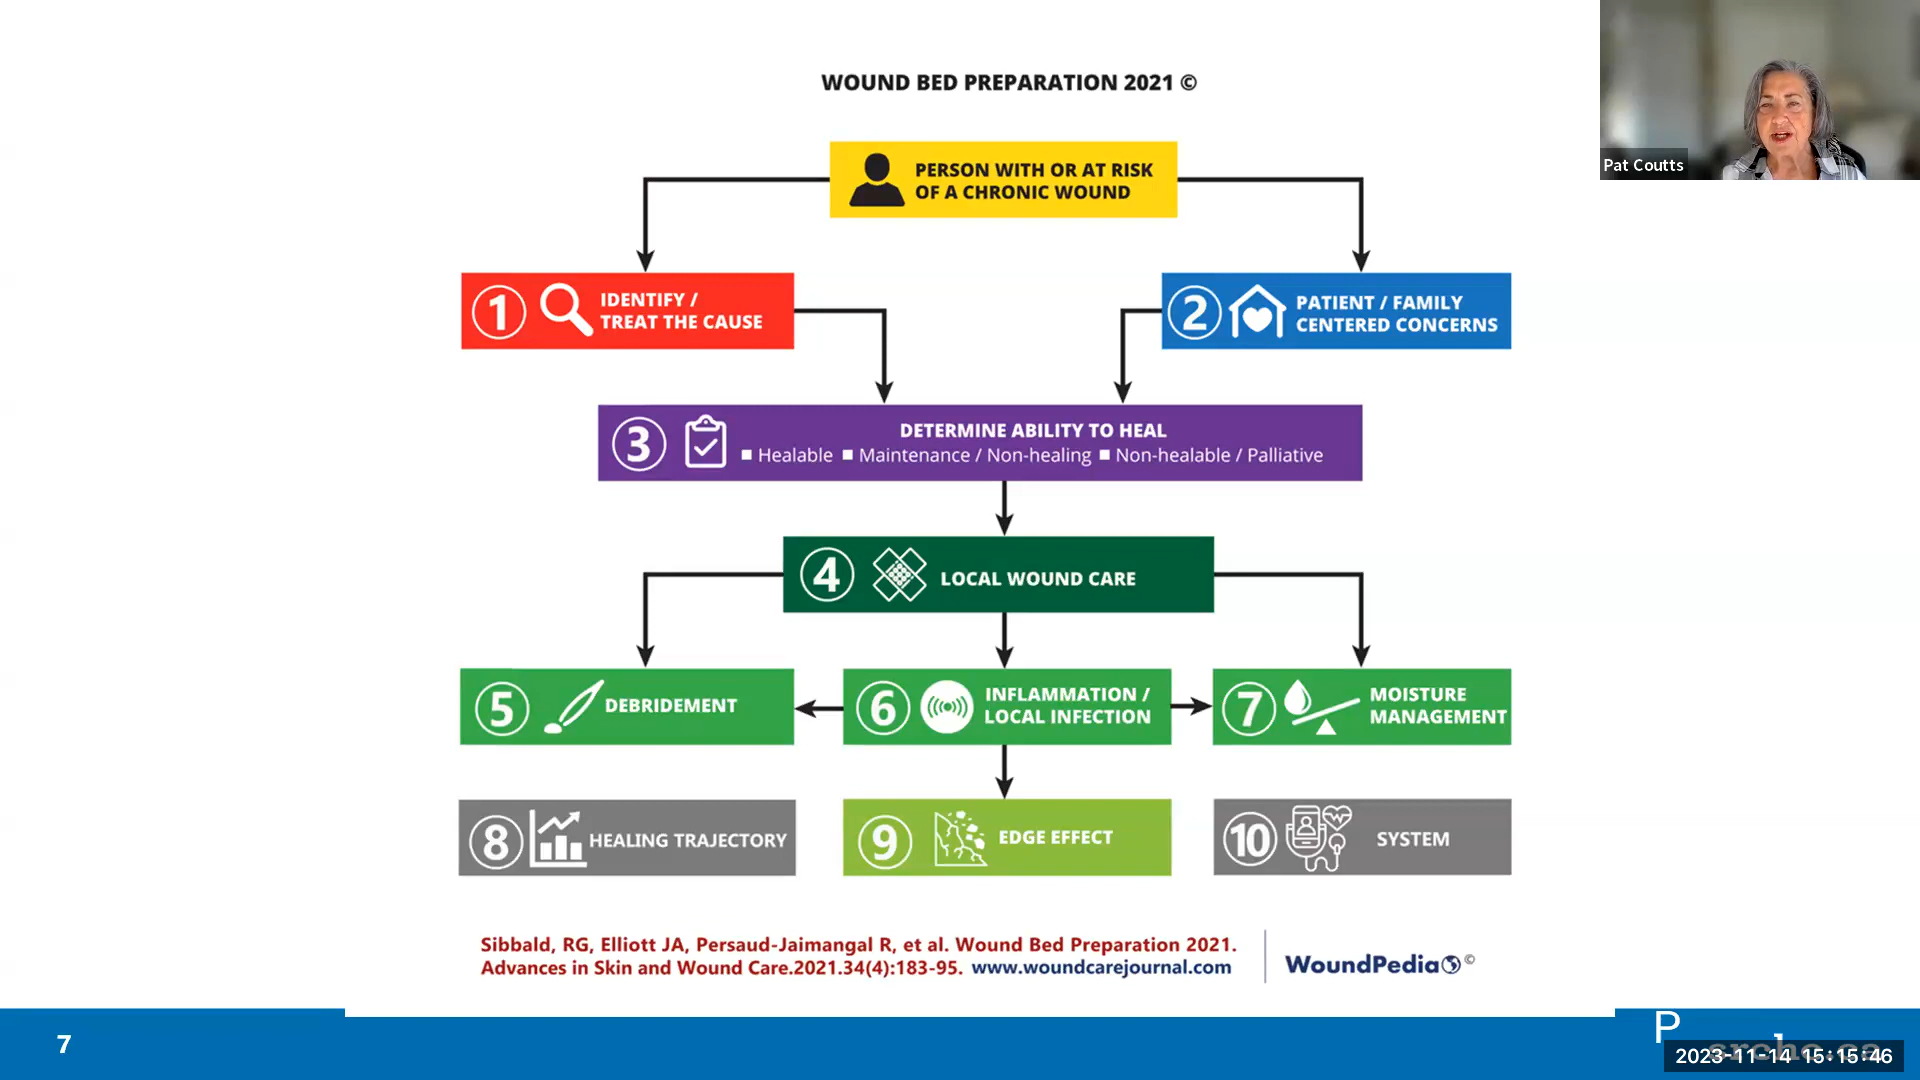 WOUND BED PREPARATION 2021 ©
Pat Coutts
PERSON WITH OR AT RISK
OF A CHRONIC WOUND
1
IDENTIFY /
TREAT THE CAUSE
2
PATIENT / FAMILY
CENTERED CONCERNS
3
DETERMINE ABILITY TO HEAL
■ Healable ■ Maintenance / Non-healing ■ Non-healable / Palliative
4
LOCAL WOUND CARE
5
DEBRIDEMENT
6
INFLAMMATION /
LOCAL INFECTION
7
MOISTURE
MANAGEMENT
8
HEALING TRAJECTORY
9
EDGE EFFECT
10
SYSTEM
Sibbald, RG, Elliott JA, Persaud-Jaimangal R, et al. Wound Bed Preparation 2021.
Advances in Skin and Wound Care.2021.34(4):183-95. www.woundcarejournal.com
WoundPedia©
7
P
2023-11-14 15:15:46